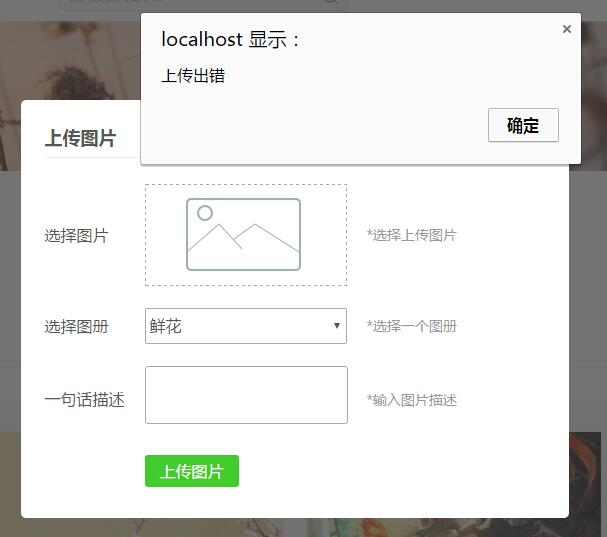 localhost 显示：
上传出错
确定
上传图片
选择图片
*选择上传图片
选择图册
鲜花
*选择一个图册
一句话描述
*输入图片描述
上传图片